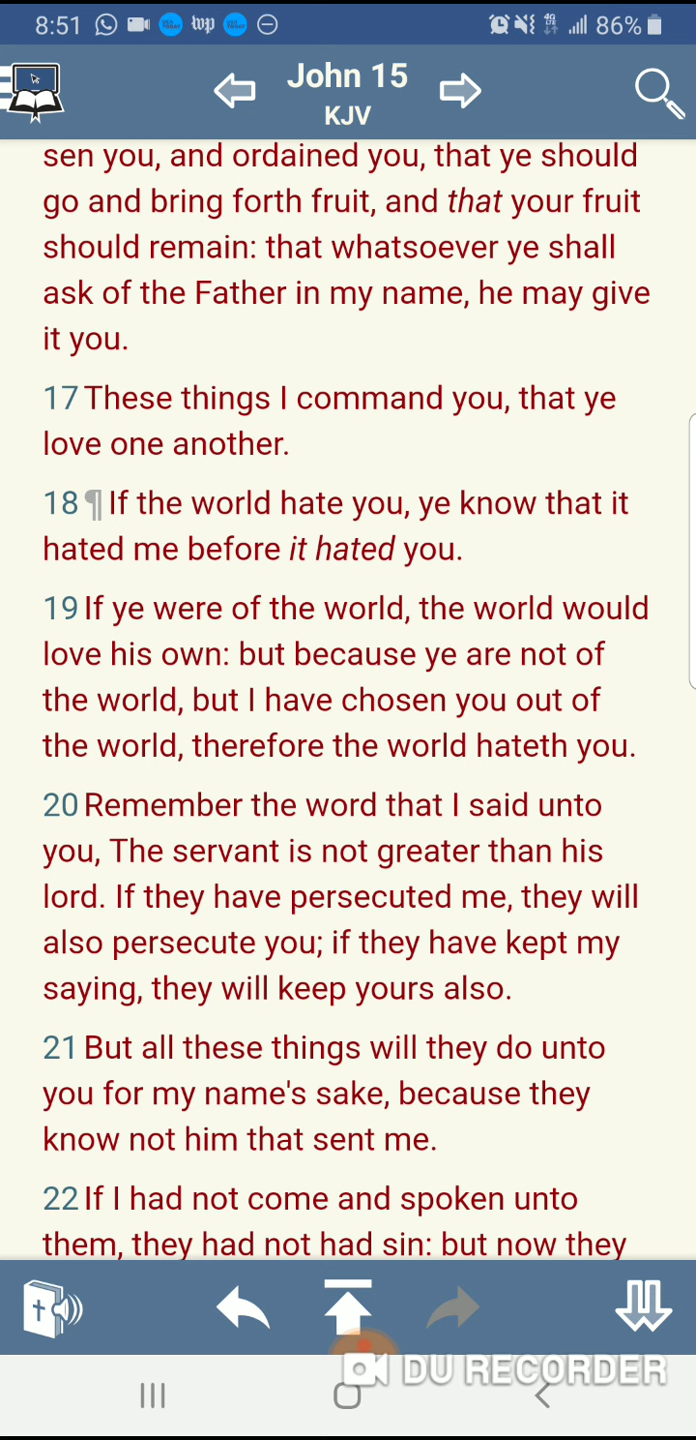 8:51 wp 86%
John 15
KJV
sen you, and ordained you, that ye should
go and bring forth fruit, and that your fruit
should remain: that whatsoever ye shall
ask of the Father in my name, he may give
it you.
17 These things I command you, that ye
love one another.
18 ¶ If the world hate you, ye know that it
hated me before it hated you.
19 If ye were of the world, the world would
love his own: but because ye are not of
the world, but I have chosen you out of
the world, therefore the world hateth you.
20 Remember the word that I said unto
you, The servant is not greater than his
lord. If they have persecuted me, they will
also persecute you; if they have kept my
saying, they will keep yours also.
21 But all these things will they do unto
you for my name's sake, because they
know not him that sent me.
22 If I had not come and spoken unto
them, they had not had sin: but now they
DU RECORDER